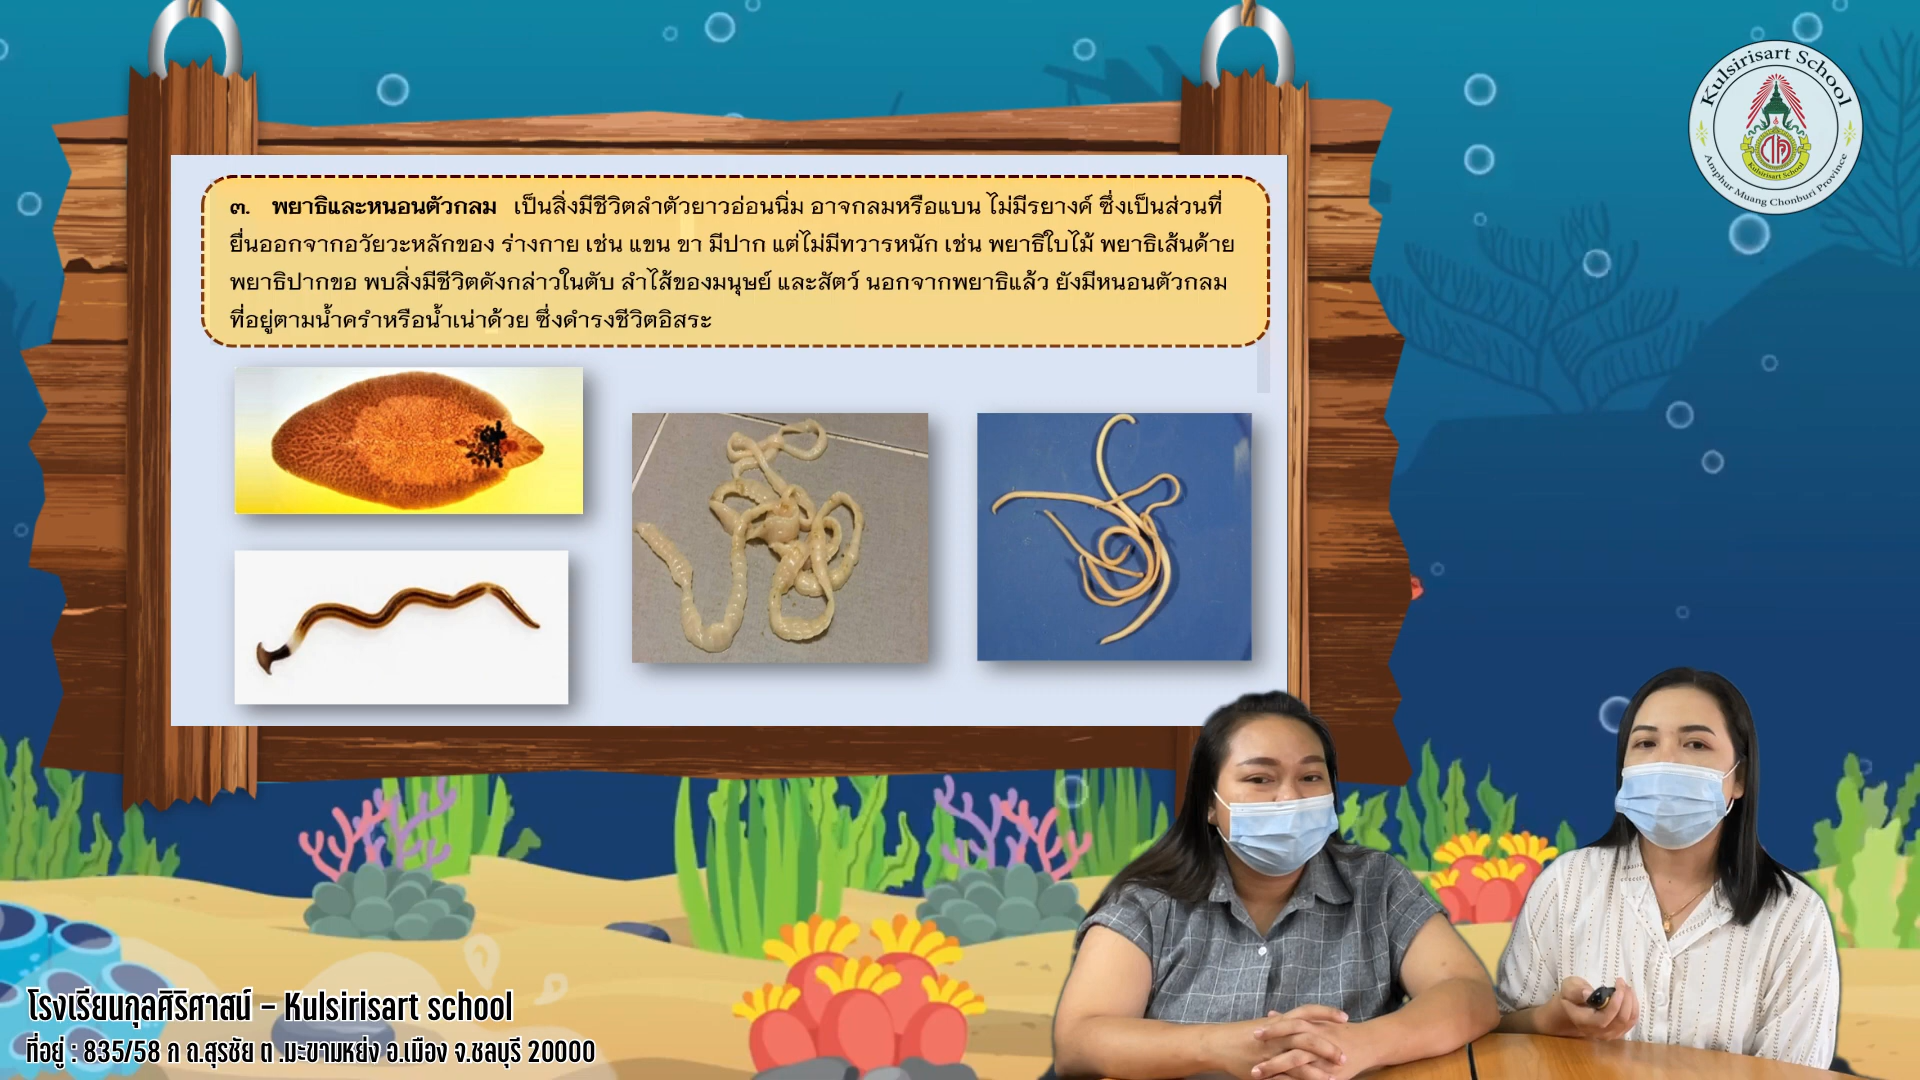 ๓. พยาธิและหนอนตัวกลม เป็นสิ่งมีชีวิตลำตัวยาวอ่อนนิ่ม อาจกลมหรือแบน ไม่มีรยางค์ ซึ่งเป็นส่วนที่
ยื่นออกจากอวัยวะหลักของ ร่างกาย เช่น แขน ขา มีปาก แต่ไม่มีทวารหนัก เช่น พยาธิใบไม้ พยาธิเส้นด้าย
พยาธิปากขอ พบสิ่งมีชีวิตดังกล่าวในตับ ลำไส้ของมนุษย์ และสัตว์ นอกจากพยาธิแล้ว ยังมีหนอนตัวกลม
ที่อยู่ตามน้ำครำหรือน้ำเน่าด้วย ซึ่งดำรงชีวิตอิสระ
Kulsirisart School
Kulsirisart School
Amphur Muang Chonburi Province
โรงเรียนกุลศิริศาสน์ – Kulsirisart school
ที่อยู่ : 835/58 ก ถ.สุรชัย ต .มะขามหย่ง อ.เมือง จ.ชลบุรี 20000